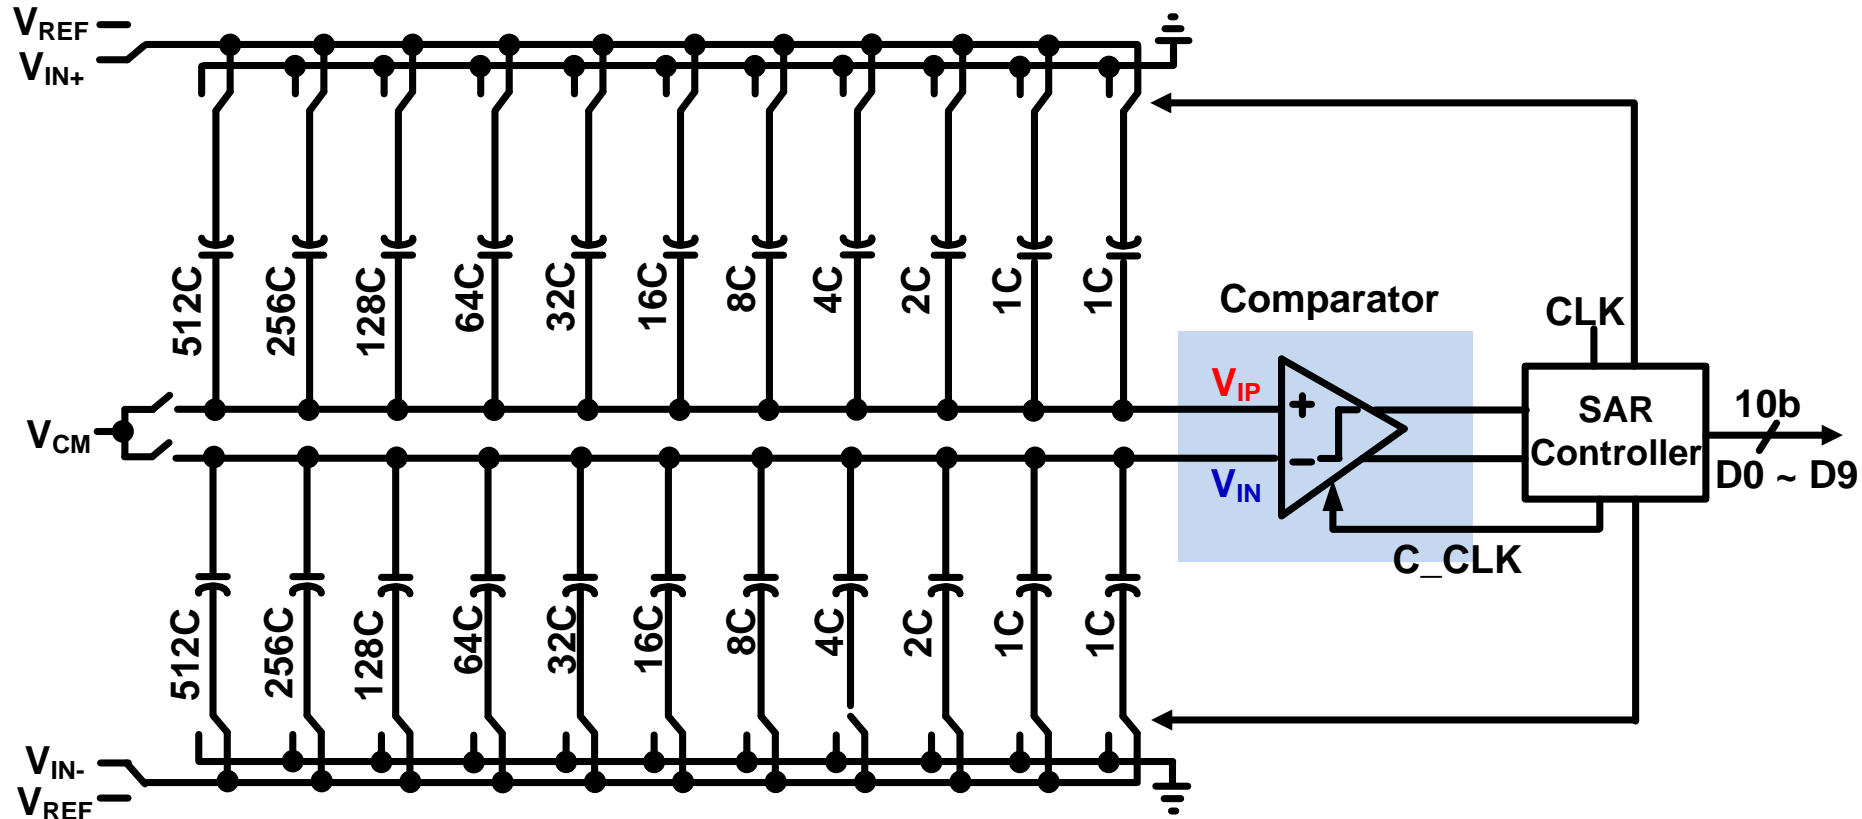 VREF
VIN+
512C
256C
128C
64C
32C
16C
8C
4C
2C
1C
1C
Comparator
CLK
VIP
+
SAR
Controller
10b
D0 ~ D9
VCM
VIN
−
C_CLK
512C
256C
128C
64C
32C
16C
8C
4C
2C
1C
1C
VIN-
VREF